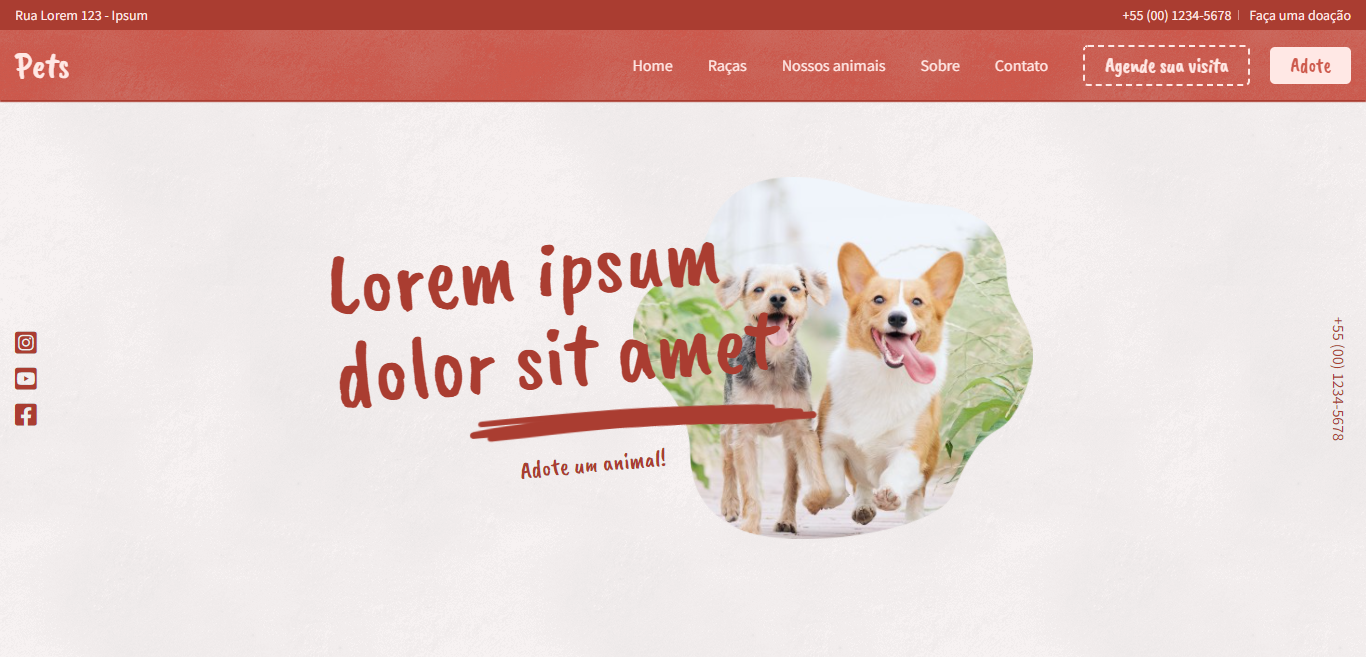 Rua Lorem 123 - Ipsum
+55 (00) 1234-5678
Faça uma doação
Pets
Home
Raças
Nossos animais
Sobre
Contato
Agende sua visita
Adote
Lorem ipsum
dolor sit amet
Adote um animal!
+55 (00) 1234-5678